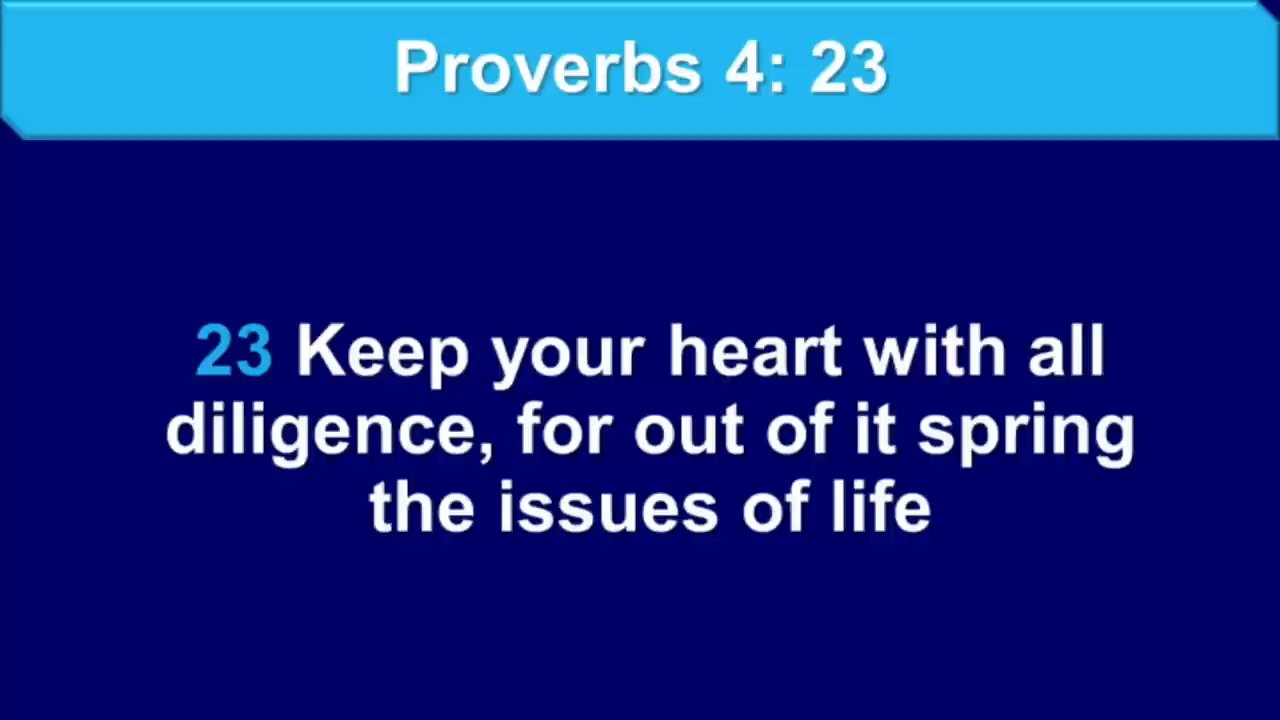 Proverbs 4: 23
23 Keep your heart with all
diligence, for out of it spring
the issues of life